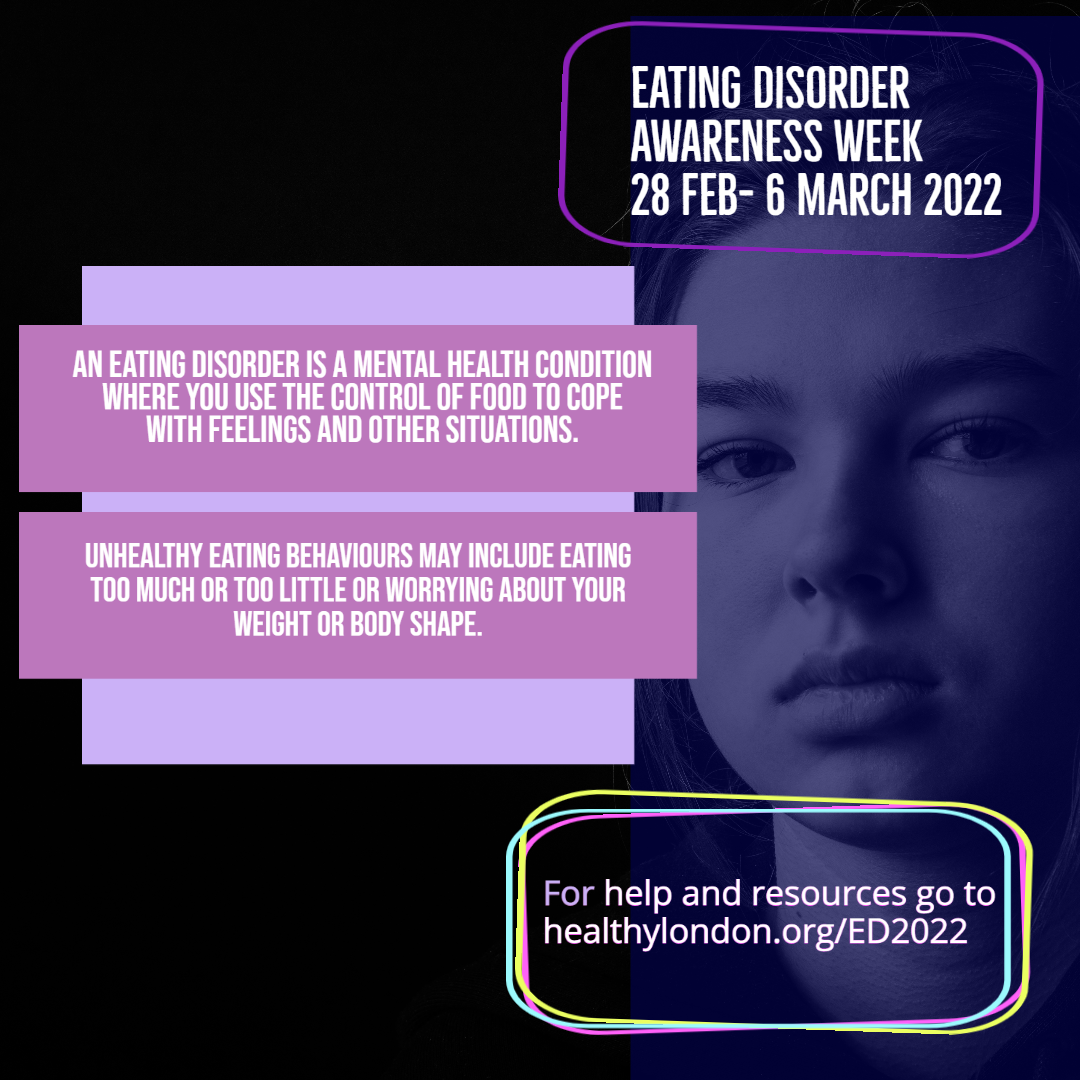 EATING DISORDER
AWARENESS WEEK
28 FEB- 6 MARCH 2022
AN EATING DISORDER IS A MENTAL HEALTH CONDITION
WHERE YOU USE THE CONTROL OF FOOD TO COPE
WITH FEELINGS AND OTHER SITUATIONS.
UNHEALTHY EATING BEHAVIOURS MAY INCLUDE EATING
TOO MUCH OR TOO LITTLE OR WORRYING ABOUT YOUR
WEIGHT OR BODY SHAPE.
For help and resources go to
healthylondon.org/ED2022